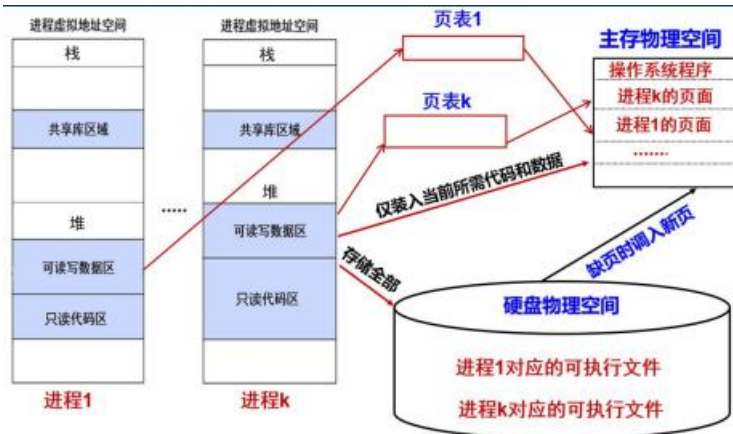 进程虚拟地址空间
栈
共享库区域
堆
可读写数据区
只读代码区
进程1
.....
进程虚拟地址空间
栈
共享库区域
堆
可读写数据区
只读代码区
进程k
页表1
页表k
仅装入当前所需代码和数据
存储全部
主存物理空间
操作系统程序
进程k的页面
进程1的页面
.......
缺页时调入新页
硬盘物理空间
进程1对应的可执行文件
进程k对应的可执行文件